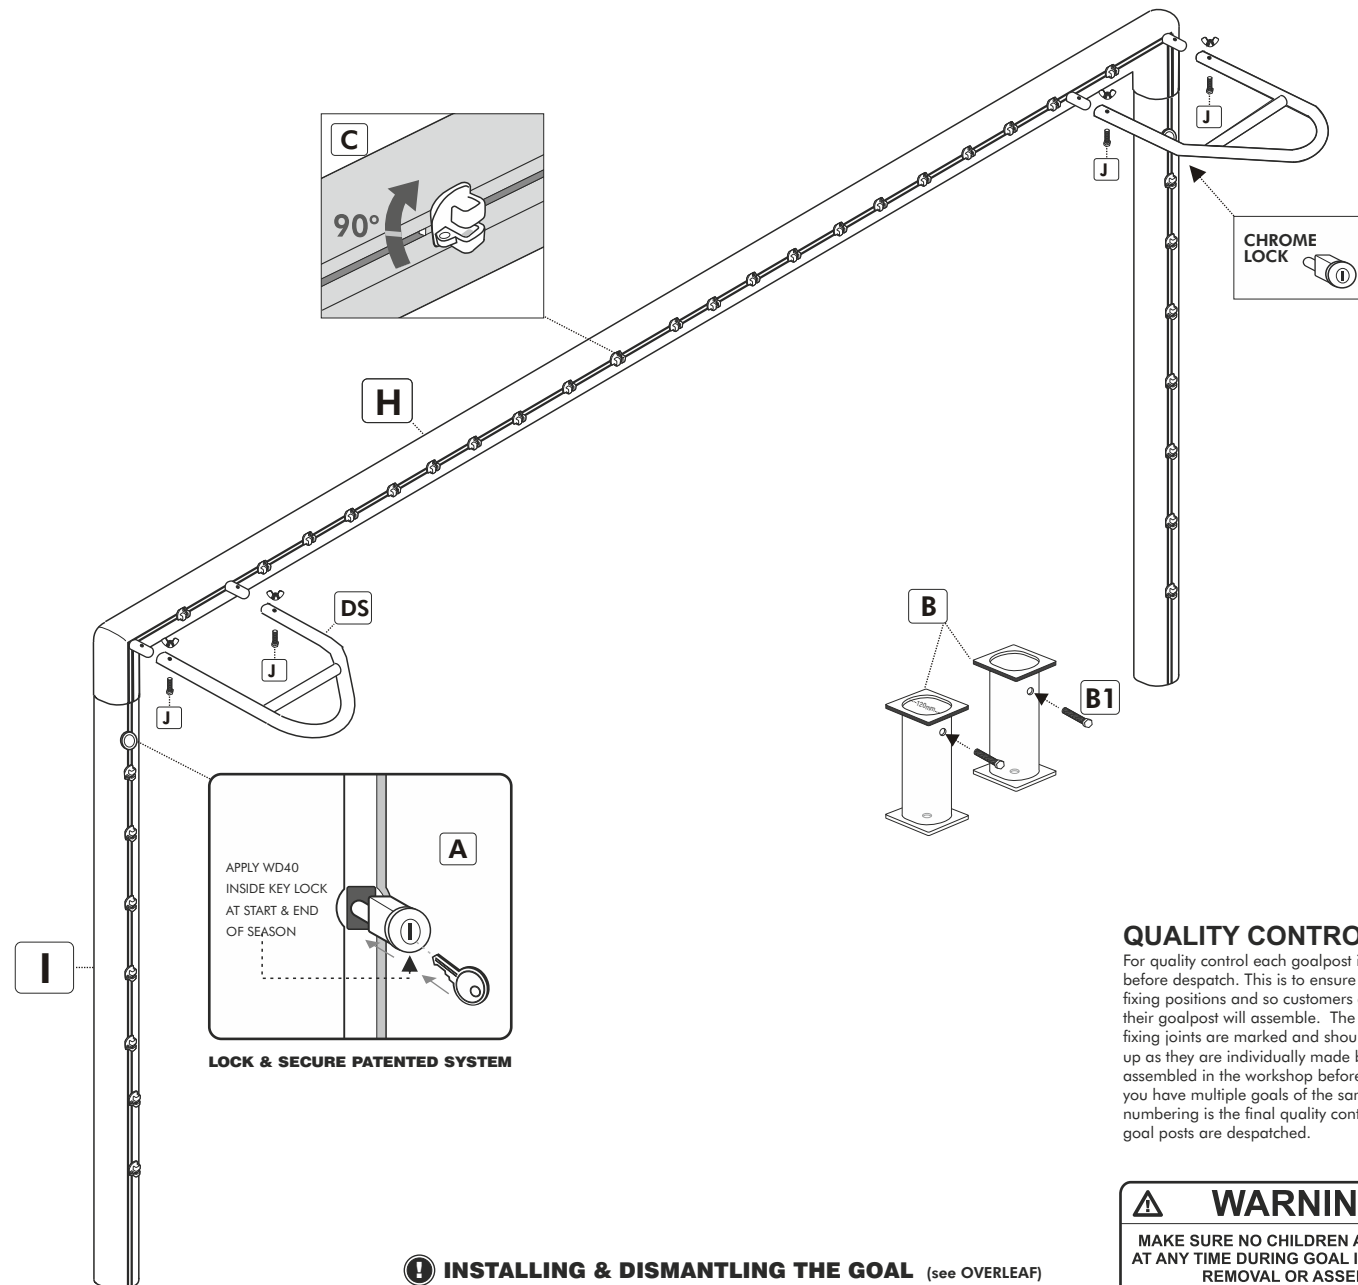 J
J
C
90º
CHROME
LOCK
H
DS
B
J
B1
120mm
J
A
APPLY WD40
INSIDE KEY LOCK
AT START & END
OF SEASON
I
LOCK & SECURE PATENTED SYSTEM
QUALITY CONTRO
For quality control each goalpost
before despatch. This is to ensure
fixing positions and so customers
their goalpost will assemble. The
fixing joints are marked and shou
up as they are individually made
assembled in the workshop before
you have multiple goals of the sa
numbering is the final quality con
goal posts are despatched.
WARNIN
MAKE SURE NO CHILDREN
AT ANY TIME DURING GOAL
REMOVAL OR ASSE
INSTALLING & DISMANTLING THE GOAL (see OVERLEAF)